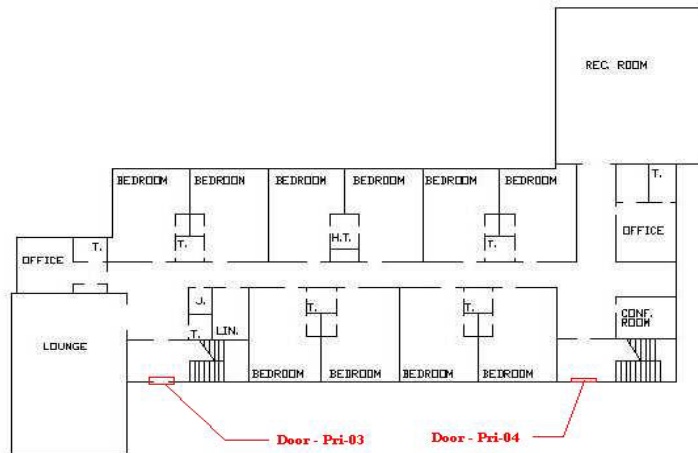 REC. ROOM
BEDROOM BEDROOM BEDROOM BEDROOM BEDROOM BEDROOM
T.
T. T. H.T. T. OFFICE
OFFICE
J.
T. T. CONF.
ROOM
T. LIN.
LOUNGE
BEDROOM BEDROOM BEDROOM BEDROOM
Door - Pri-03 Door - Pri-04